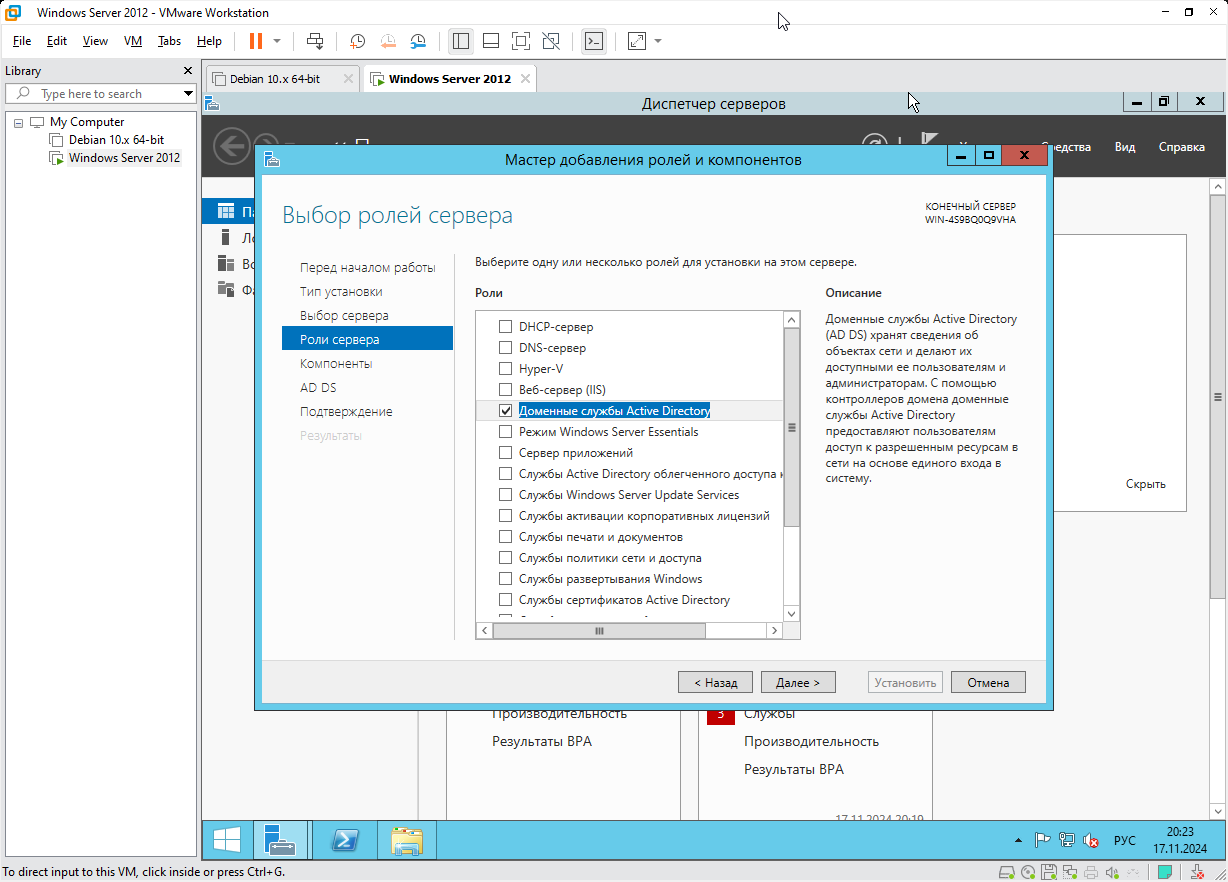 Windows Server 2012 - VMware Workstation
File Edit View VM Tabs Help
Library
Type here to search
My Computer
Debian 10.x 64-bit
Windows Server 2012
Debian 10.x 64-bit
Windows Server 2012
Диспетчер серверов
Вид
Справка
Мастер добавления ролей и компонентов
Выбор ролей сервера
КОНЕЧНЫЙ СЕРВЕР
WIN-4S9BQ0Q9VHA
Перед началом работы
Тип установки
Выбор сервера
Роли сервера
Компоненты
AD DS
Подтверждение
Результаты
Выберите одну или несколько ролей для установки на этом сервере.
Роли
DHCP-сервер
DNS-сервер
Hyper-V
Веб-сервер (IIS)
Доменные службы Active Directory
Режим Windows Server Essentials
Сервер приложений
Службы Active Directory облегченного доступа к
Службы Windows Server Update Services
Службы активации корпоративных лицензий
Службы печати и документов
Службы политики сети и доступа
Службы развертывания Windows
Службы сертификатов Active Directory
Описание
Доменные службы Active Directory
(AD DS) хранят сведения об
объектах сети и делают их
доступными ее пользователям и
администраторам. С помощью
контроллеров домена доменные
службы Active Directory
предоставляют пользователям
доступ к разрешенным ресурсам в
сети на основе единого входа в
систему.
Скрыть
< Назад
Далее >
Установить
Отмена
Производительность
Результаты BPA
3 Службы
Производительность
Результаты BPA
17.11.2024 20:19
РУС
20:23
17.11.2024
To direct input to this VM, click inside or press Ctrl+G.